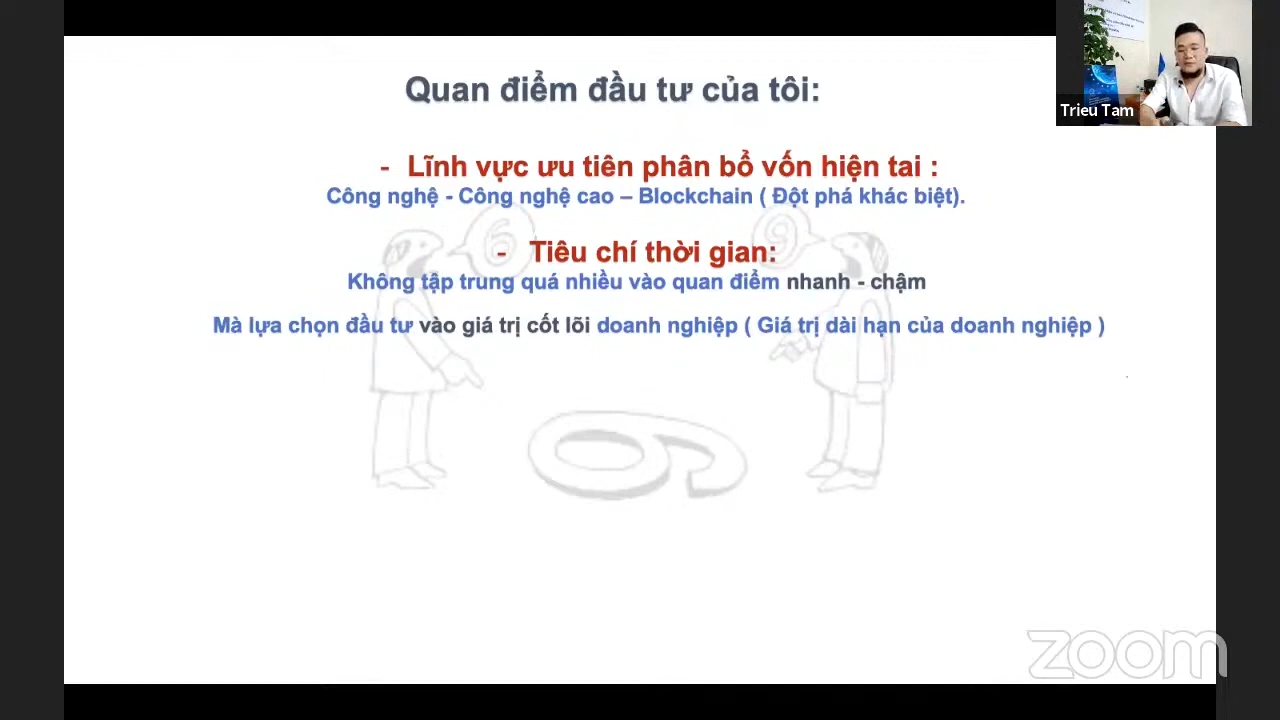 Quan điểm đầu tư của tôi:
- Lĩnh vực ưu tiên phân bổ vốn hiện tai :
Công nghệ - Công nghệ cao – Blockchain ( Đột phá khác biệt).
6
9
- Tiêu chí thời gian:
Không tập trung quá nhiều vào quan điểm nhanh - chậm
Mà lựa chọn đầu tư vào giá trị cốt lõi doanh nghiệp ( Giá trị dài hạn của doanh nghiệp )
6
Trieu Tam
zoom